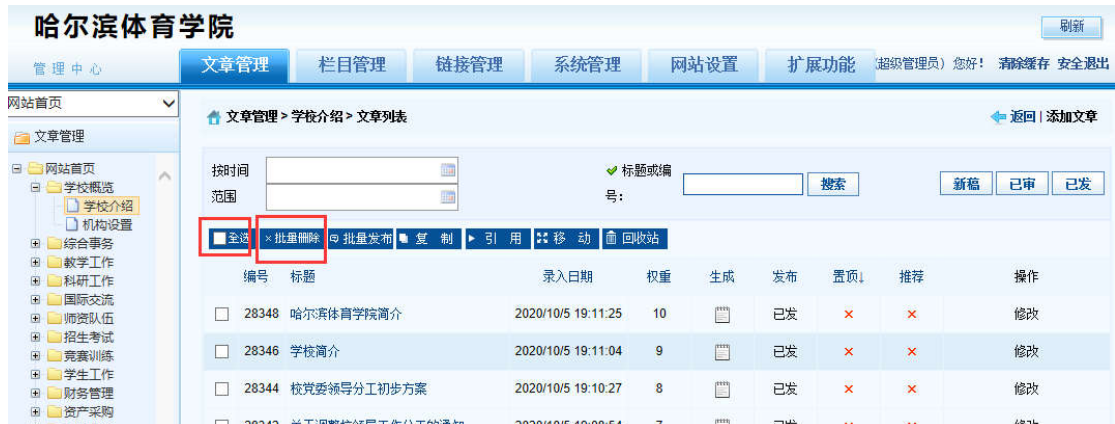 哈尔滨体育学院
刷新
管理中心
文章管理 栏目管理 链接管理 系统管理 网站设置 扩展功能 超级管理员）您好！ 清除缓存 安全退出
网站首页
文章管理 > 学校介绍 > 文章列表 返回 | 添加文章
文章管理
网站首页
学校概览
学校介绍
机构设置
综合事务
教学工作
科研工作
国际交流
师资队伍
招生考试
竞赛训练
学生工作
财务管理
资产采购
按时间
范围
标题或编
号：
搜索
新稿 已审 已发
全选 ×批量删除 批量发布 复 制 引 用 移 动 回收站
编号 标题 录入日期 权重 生成 发布 置顶↓ 推荐 操作
28348 哈尔滨体育学院简介 2020/10/5 19:11:25 10 已发 × × 修改
28346 学校简介 2020/10/5 19:11:04 9 已发 × × 修改
28344 校党委领导分工初步方案 2020/10/5 19:10:27 8 已发 × × 修改